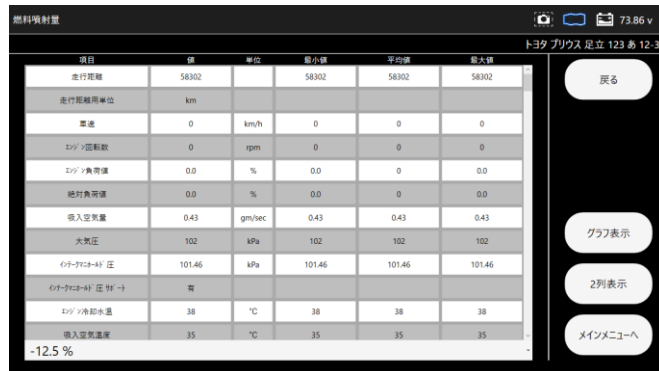 燃料噴射量 73.86 v
トヨタ プリウス 足立 123 あ 12-3
項目 値 単位 最小値 平均値 最大値
走行距離 58302 58302 58302 58302
戻る
走行距離用単位 km
車速 0 km/h 0 0 0
エンジン回転数 0 rpm 0 0 0
エンジン負荷値 0.0 % 0.0 0 0.0
絶対負荷値 0.0 % 0.0 0 0.0
吸入空気量 0.43 gm/sec 0.43 0.43 0.43
グラフ表示
大気圧 102 kPa 102 102 102
インテークマニホールド圧 101.46 kPa 101.46 101.46 101.46
インテークマニホールド圧 サポート 有
2列表示
エンジン冷却水温 38 °C 38 38 38
吸入空気温度 35 °C 35 35 35
メインメニューへ
-12.5 % -